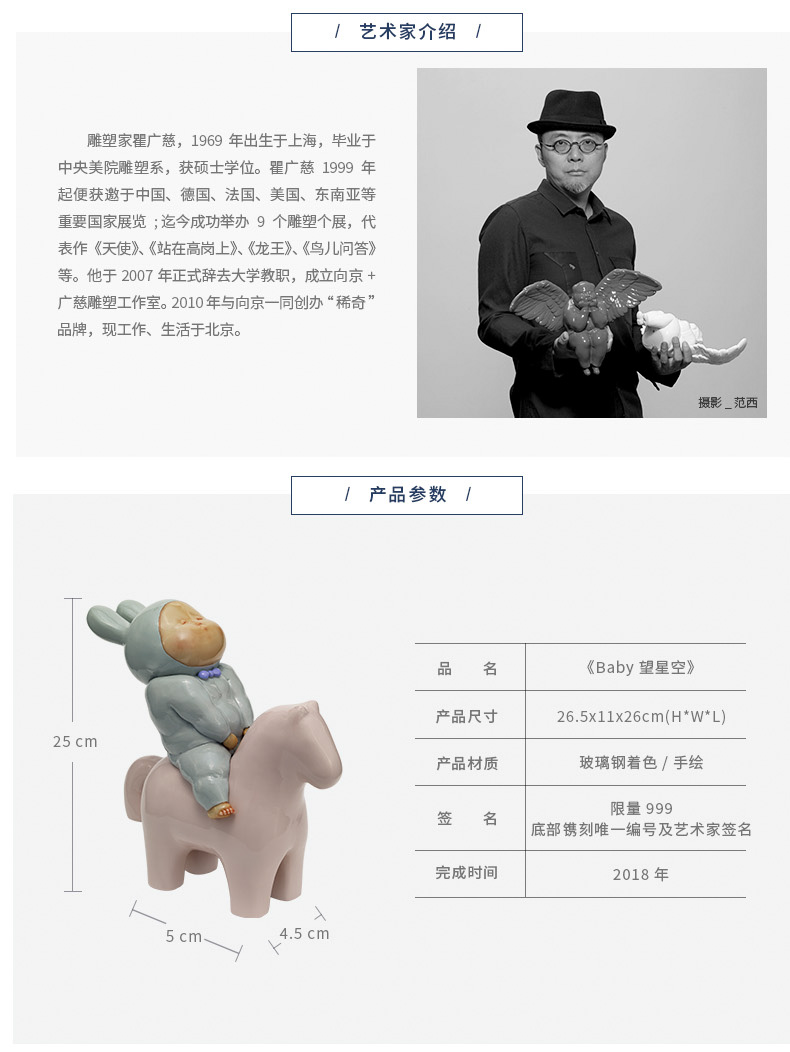 / 艺术家介绍 /
雕塑家瞿广慈，1969 年出生于上海，毕业于
中央美院雕塑系，获硕士学位。瞿广慈 1999 年
起便获邀于中国、德国、法国、美国、东南亚等
重要国家展览 ; 迄今成功举办 9 个雕塑个展，代
表作《天使》、《站在高岗上》、《龙王》、《鸟儿问答》
等。他于 2007 年正式辞去大学教职，成立向京 +
广慈雕塑工作室。2010 年与向京一同创办 “ 稀奇 ”
品牌，现工作、生活于北京。
摄影 _ 范西
/ 产品参数 /
25 cm
5 cm
4.5 cm
品 名 《Baby 望星空》
产品尺寸 26.5x11x26cm(H*W*L)
产品材质 玻璃钢着色 / 手绘
签 名 限量 999
底部镌刻唯一编号及艺术家签名
完成时间 2018 年